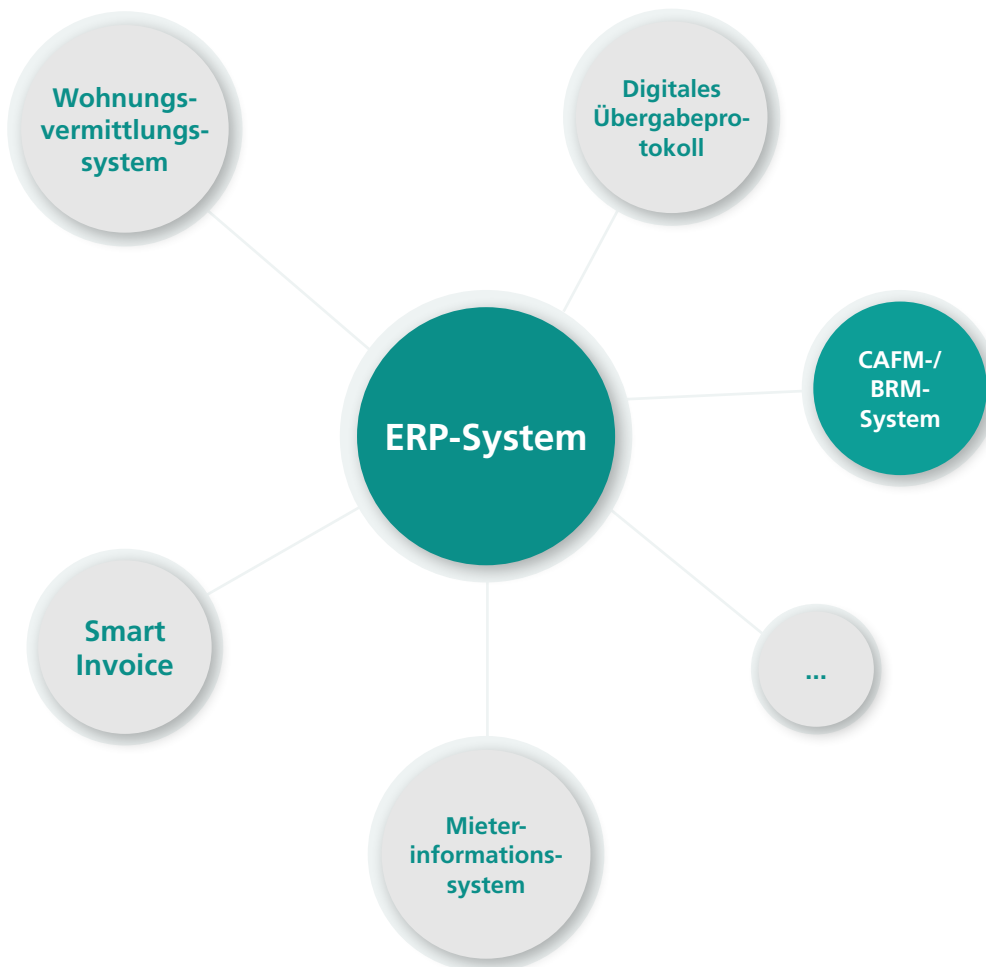 Wohnungs-
vermittlungs-
system
Digitales
Übergabepro-
tokoll
CAFM-/
BRM-
System
ERP-System
Smart
Invoice
...
Mieter-
informations-
system